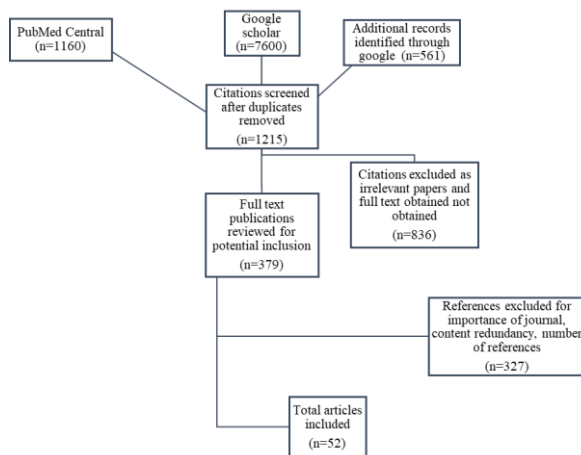 PubMed Central
(n=1160)
Google
scholar
(n=7600)
Additional records
identified through
google (n=561)
Citations screened
after duplicates
removed
(n=1215)
Citations excluded as
irrelevant papers and
full text obtained not
obtained
(n=836)
Full text
publications
reviewed for
potential inclusion
(n=379)
References excluded for
importance of journal,
content redundancy, number
of references
(n=327)
Total articles
included
(n=52)